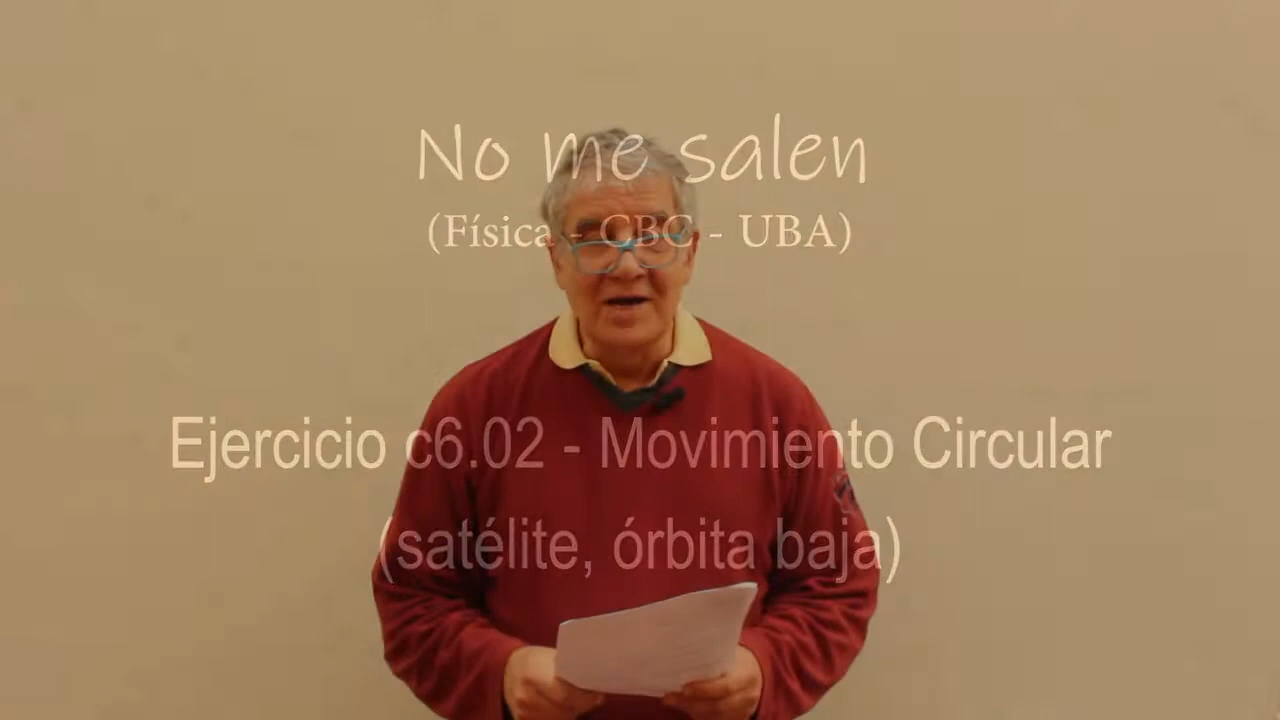 No me salen
(Física - CBC - UBA)
Ejercicio c6.02 - Movimiento Circular
(satélite, órbita baja)